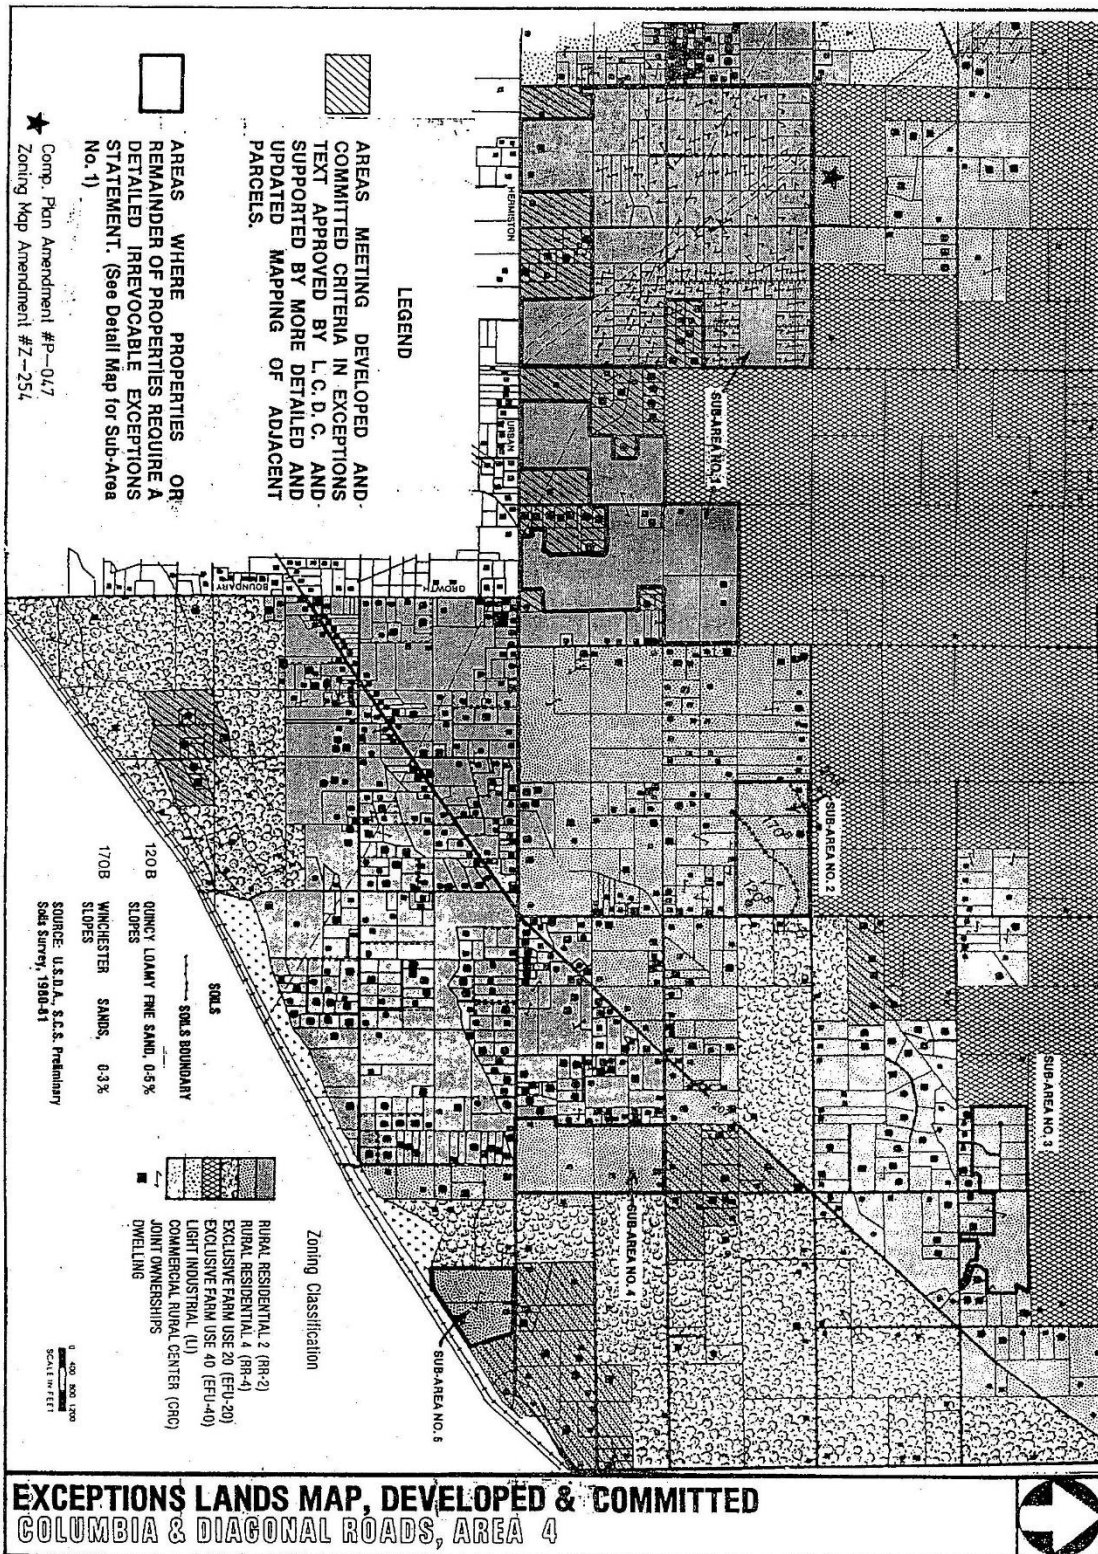 LEGEND
AREAS MEETING DEVELOPED AND
COMMITTED CRITERIA IN EXCEPTIONS
TEXT APPROVED BY L.C.D.C. AND
SUPPORTED BY MORE DETAILED AND
UPDATED MAPPING OF ADJACENT
PARCELS.
AREAS WHERE PROPERTIES OR
REMAINDER OF PROPERTIES REQUIRE A
DETAILED IRREVOCABLE EXCEPTIONS
STATEMENT. (See Detail Map for Sub-Area
No. 1)
Comp. Plan Amendment #P-047
Zoning Map Amendment #Z-254
HERMISTON
URBAN
GROWTH
BOUNDARY
SUB-AREA NO. 1
SUB-AREA NO. 2
170B
120B
SUB-AREA NO. 3
SUB-AREA NO. 4
SUB-AREA NO. 5
SOILS
SOILS BOUNDARY
120B QUINCY LOAMY FINE SAND, 0-5%
SLOPES
170B WINCHESTER SANDS, 0-3%
SLOPES
SOURCE: U.S.D.A., S.C.S. Preliminary
Soils Survey, 1980-81
Zoning Classification
RURAL RESIDENTIAL 2 (RR-2)
RURAL RESIDENTIAL 4 (RR-4)
EXCLUSIVE FARM USE 20 (EFU-20)
EXCLUSIVE FARM USE 40 (EFU-40)
LIGHT INDUSTRIAL (LI)
COMMERCIAL RURAL CENTER (CRC)
JOINT OWNERSHIPS
DWELLING
0 400 800 1200
SCALE IN FEET
EXCEPTIONS LANDS MAP, DEVELOPED & COMMITTED
COLUMBIA & DIAGONAL ROADS, AREA 4